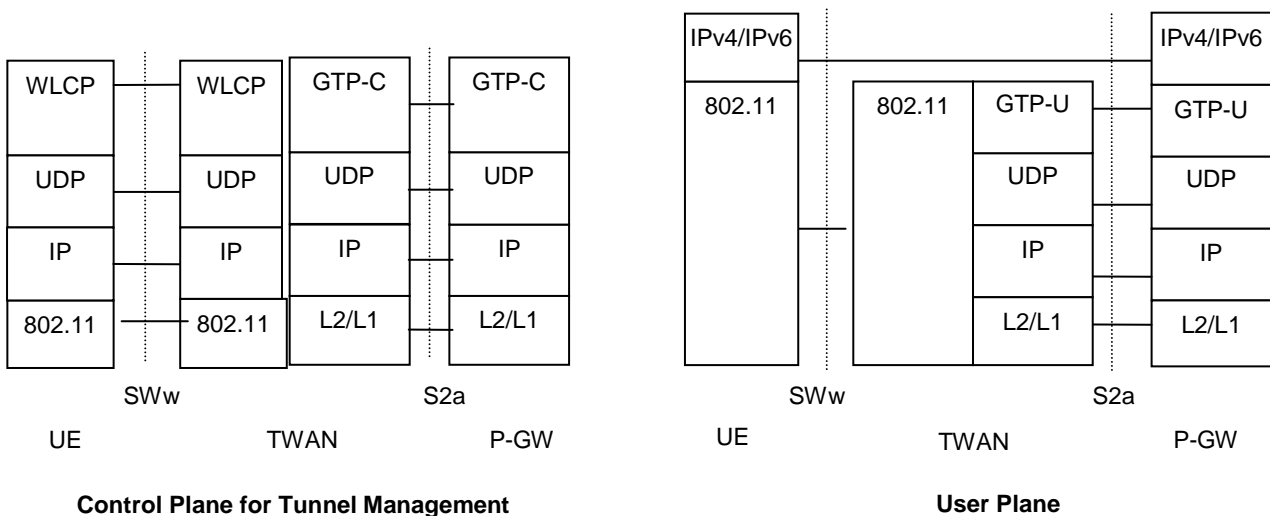 WLCP WLCP GTP-C GTP-C
UDP UDP UDP UDP
IP IP IP IP
802.11 802.11 L2/L1 L2/L1
SWw S2a
UE TWAN P-GW
Control Plane for Tunnel Management
IPv4/IPv6 IPv4/IPv6
802.11 802.11 GTP-U GTP-U
UDP UDP
IP IP
L2/L1 L2/L1
SWw S2a
UE TWAN P-GW
User Plane